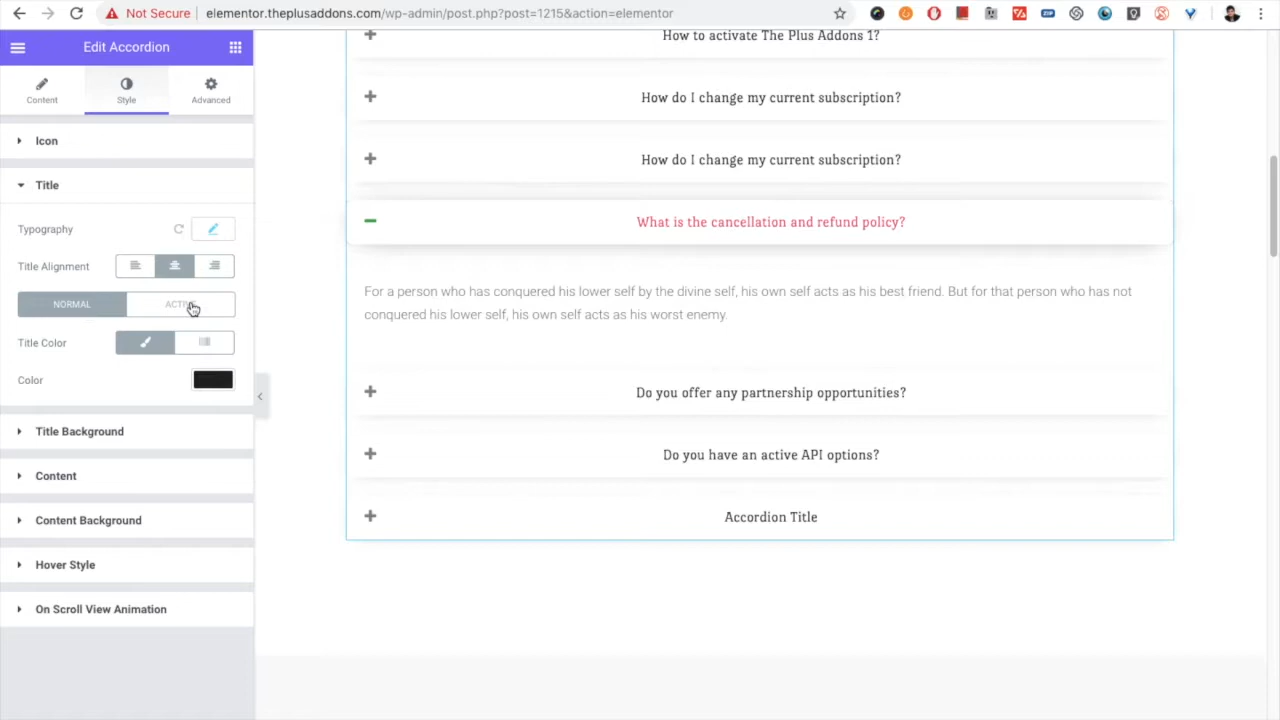 Not Secure elementor.theplusaddons.com/wp-admin/post.php?post=1215&action=elementor
Edit Accordion
Content Style Advanced
Icon
Title
Typography
Title Alignment
NORMAL
Title Color
Color
Title Background
Content
Content Background
Hover Style
On Scroll View Animation
How to activate The Plus Addons 1?
How do I change my current subscription?
How do I change my current subscription?
What is the cancellation and refund policy?
For a person who has conquered his lower self by the divine self, his own self acts as his best friend. But for that person who has not
conquered his lower self, his own self acts as his worst enemy.
Do you offer any partnership opportunities?
Do you have an active API options?
Accordion Title